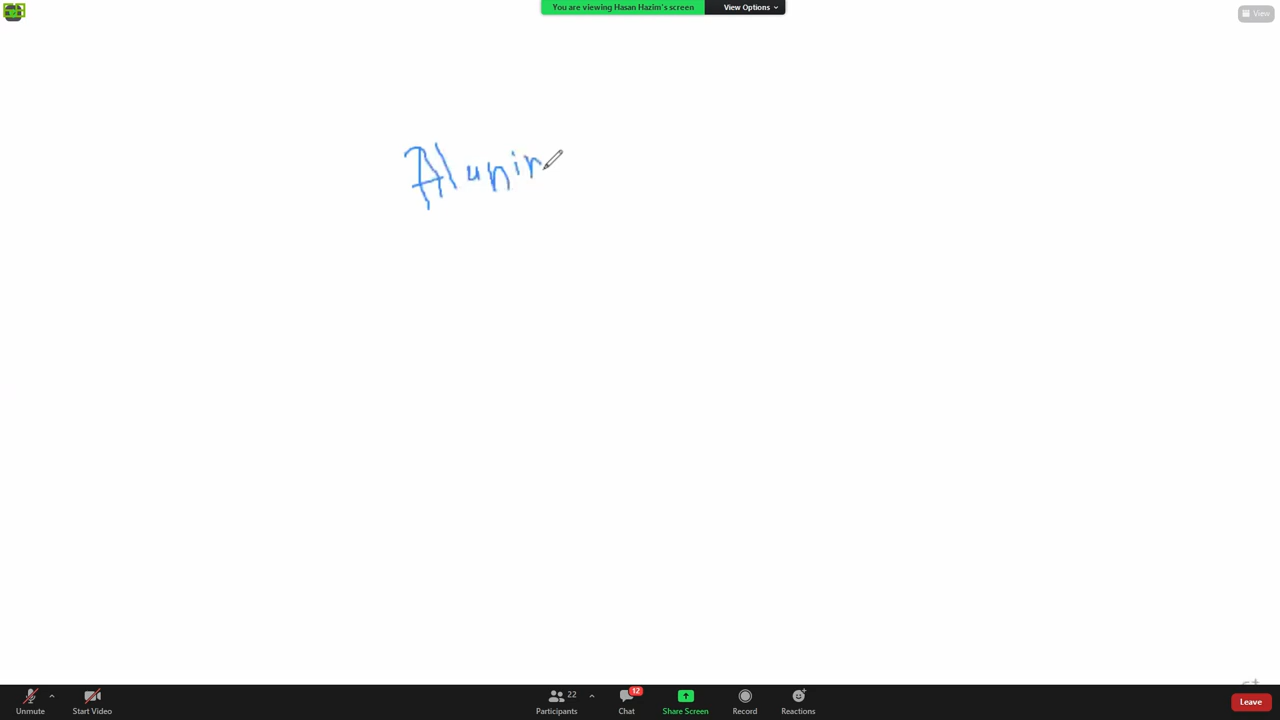 You are viewing Hasan Hazim's screen View Options
View
Alumin
Unmute
Start Video
22
Participants
12
Chat
Share Screen
Record
Reactions
Leave